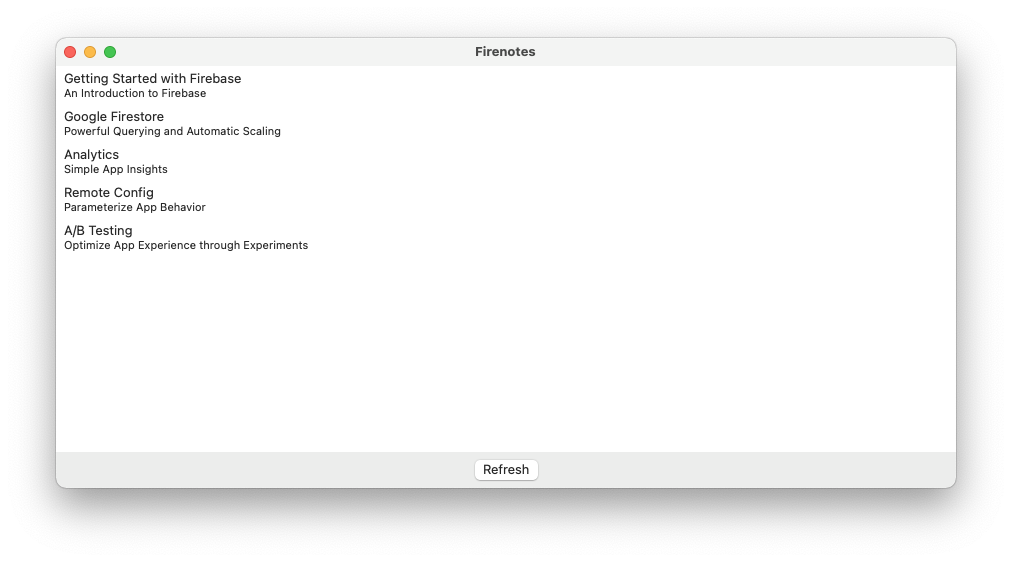 Firenotes
Getting Started with Firebase
An Introduction to Firebase
Google Firestore
Powerful Querying and Automatic Scaling
Analytics
Simple App Insights
Remote Config
Parameterize App Behavior
A/B Testing
Optimize App Experience through Experiments
Refresh